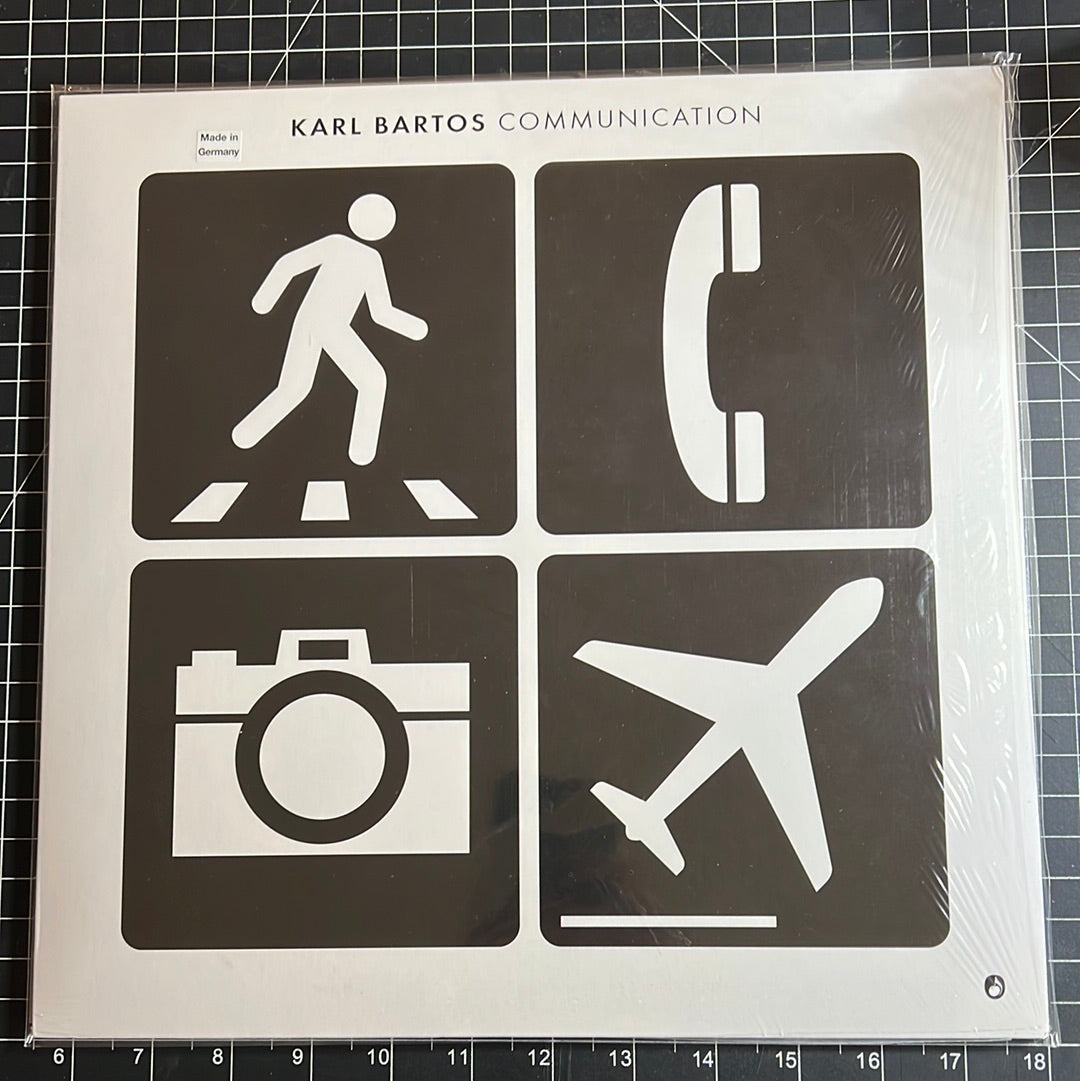 KARL BARTOS COMMUNICATION
Made in
Germany
6 7 8 9 10 11 12 13 14 15 16 17 18